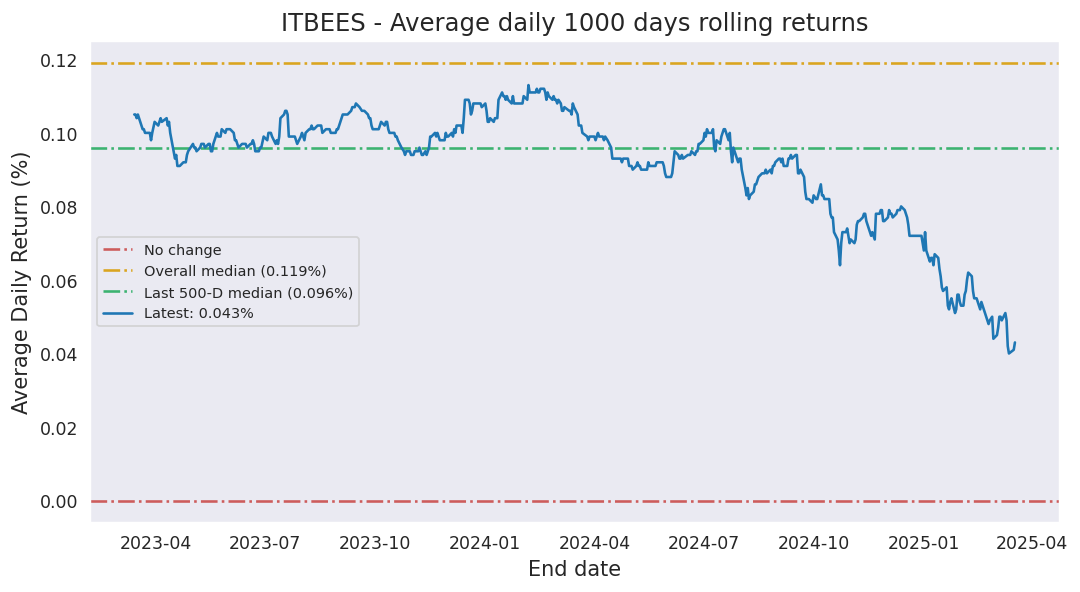 ITBEES - Average daily 1000 days rolling returns
Average Daily Return (%)
0.12
0.10
0.08
0.06
0.04
0.02
0.00
No change
Overall median (0.119%)
Last 500-D median (0.096%)
Latest: 0.043%
2023-04 2023-07 2023-10 2024-01 2024-04 2024-07 2024-10 2025-01 2025-04
End date